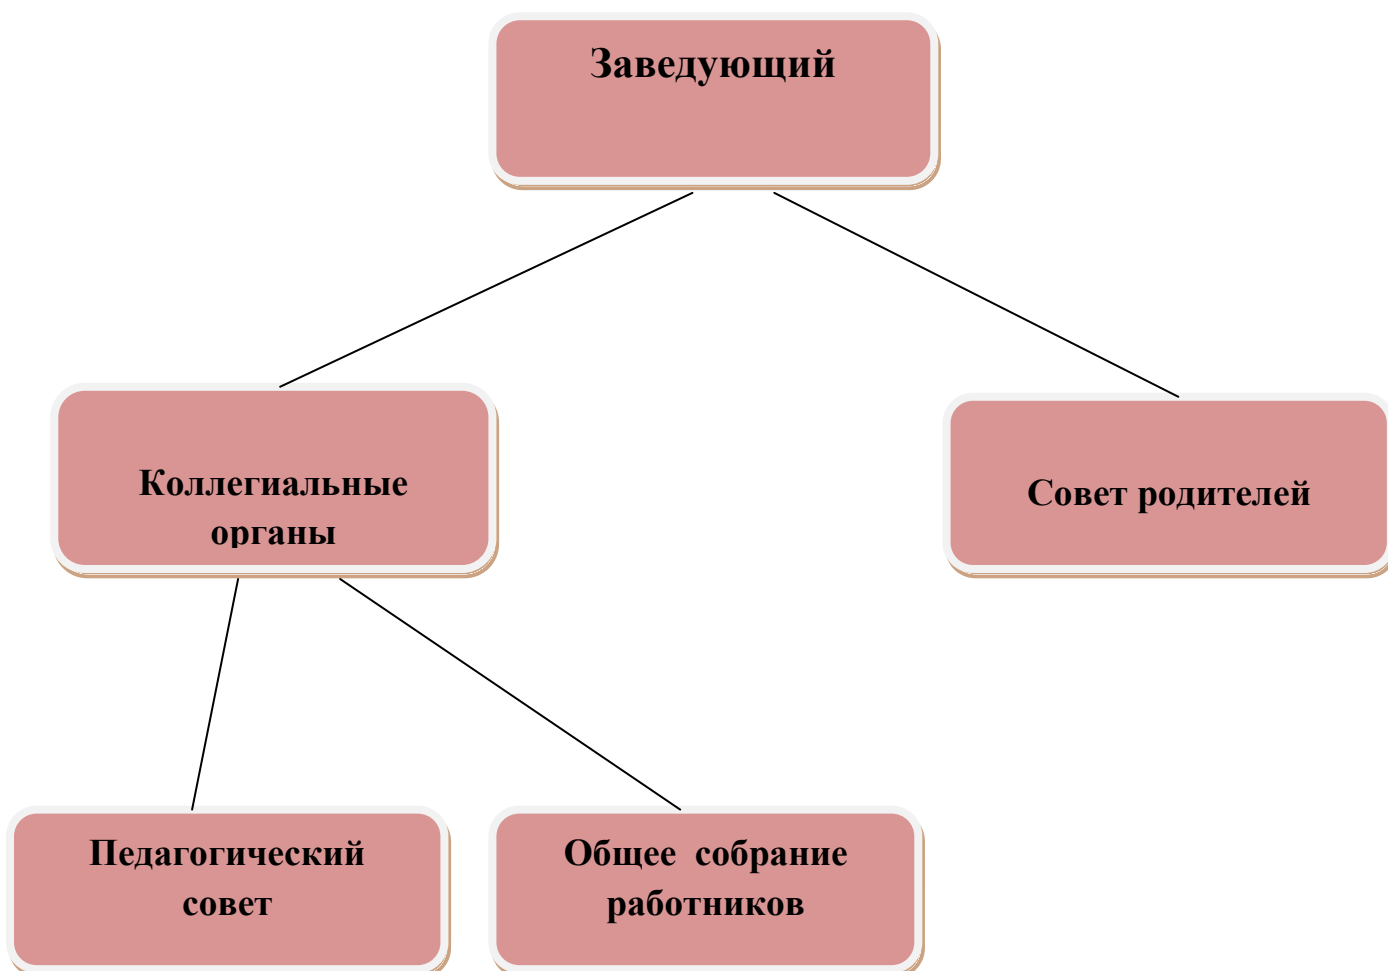 Заведующий
Коллегиальные
органы
Совет родителей
Педагогический
совет
Общее собрание
работников